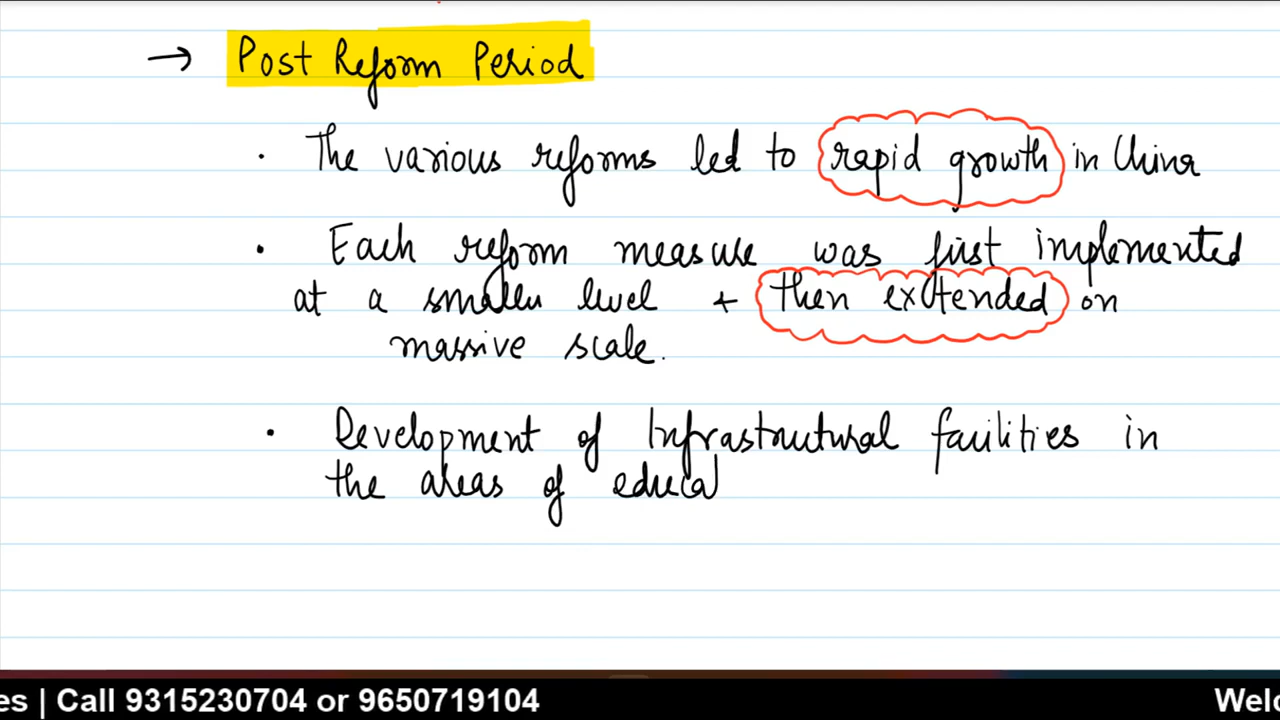 → Post Reform Period
• The various reforms led to rapid growth in China
• Each reform measure was first implemented
at a smaller level + then extended on
massive scale.
• Development of Infrastructural facilities in
the areas of educa
es | Call 9315230704 or 9650719104 Welc